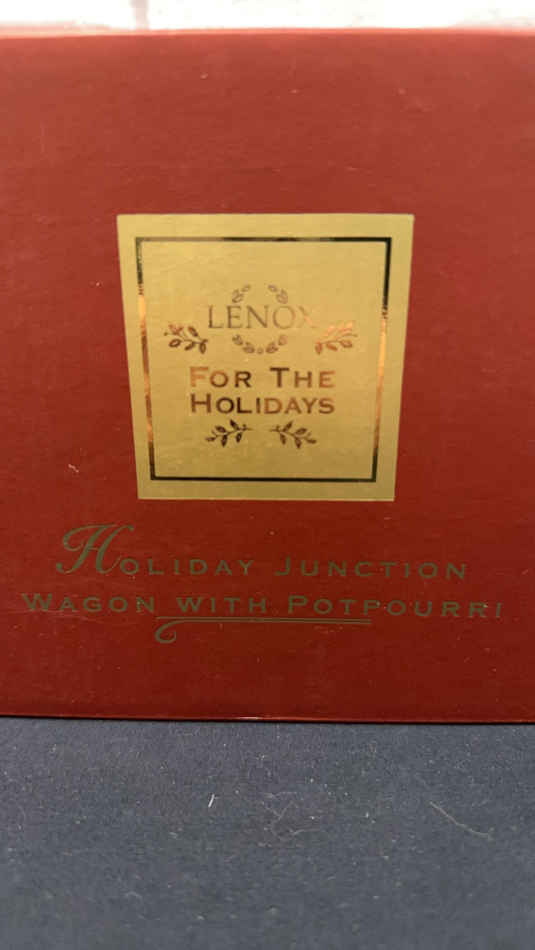 LENOX
FOR THE
HOLIDAYS
HOLIDAY JUNCTION
WAGON WITH POTPOURRI